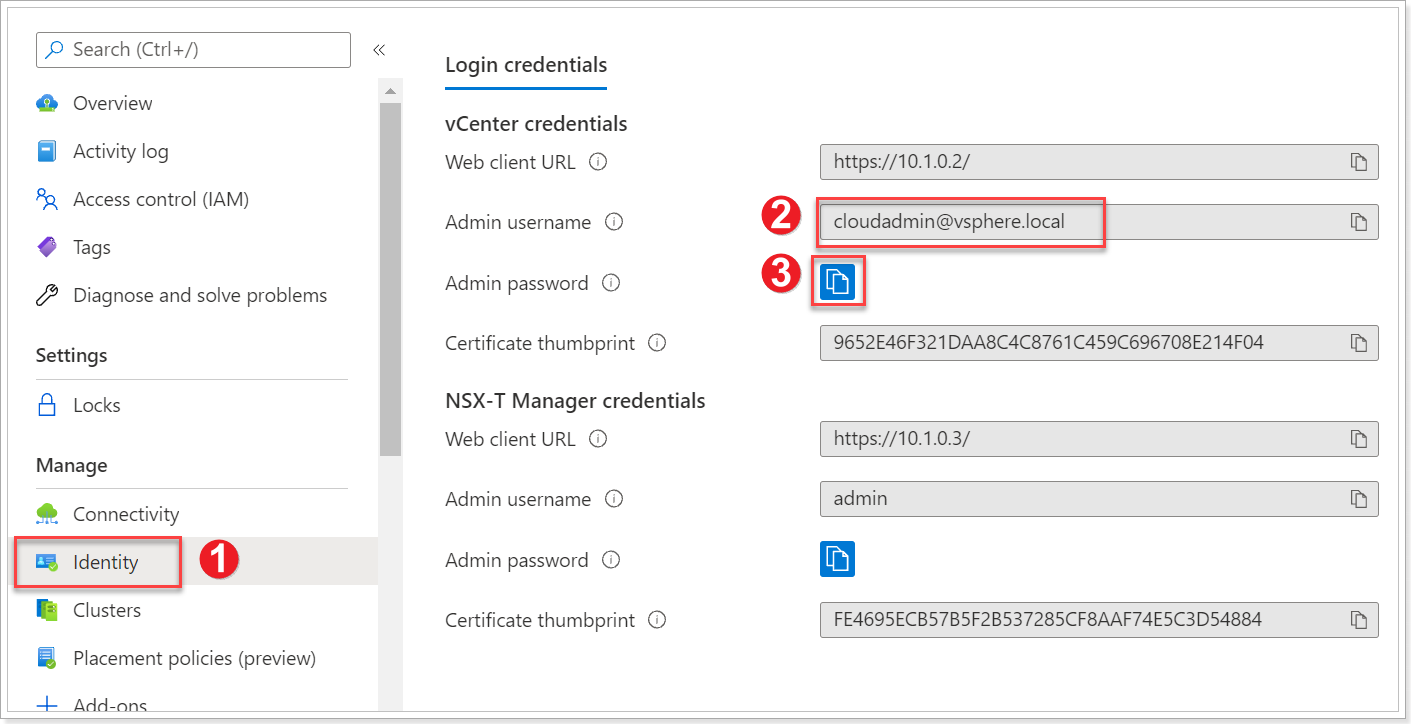 Search (Ctrl+/)
«
Overview
Activity log
Access control (IAM)
Tags
Diagnose and solve problems
Settings
Locks
Manage
Connectivity
Identity
1
Clusters
Placement policies (preview)
Add-ons
Login credentials
vCenter credentials
Web client URL
https://10.1.0.2/
Admin username
2
cloudadmin@vsphere.local
Admin password
3
Certificate thumbprint
9652E46F321DAA8C4C8761C459C696708E214F04
NSX-T Manager credentials
Web client URL
https://10.1.0.3/
Admin username
admin
Admin password
Certificate thumbprint
FE4695ECB57B5F2B537285CF8AAF74E5C3D54884